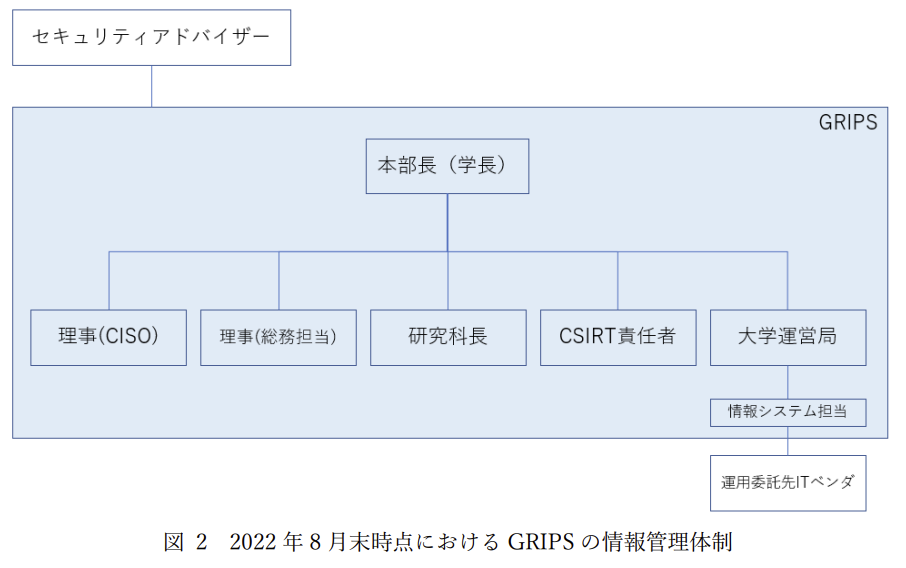 セキュリティアドバイザー
GRIPS
本部長（学長）
理事(CISO)
理事(総務担当)
研究科長
CSIRT責任者
大学運営局
情報システム担当
運用委託先ITベンダ
図 2 2022 年 8 月末時点における GRIPS の情報管理体制